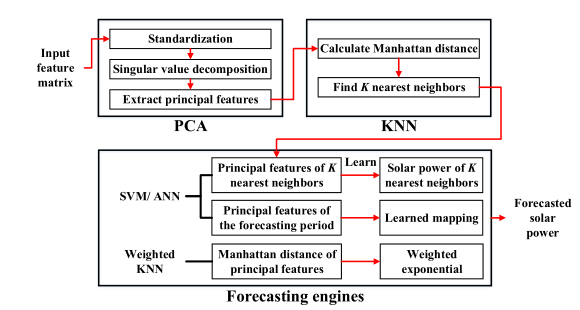 Input
feature
matrix
Standardization
Singular value decomposition
Extract principal features
PCA
Calculate Manhattan distance
Find K nearest neighbors
KNN
SVM/ ANN
Principal features of K
nearest neighbors
Learn
Solar power of K
nearest neighbors
Principal features of
the forecasting period
Learned mapping
Weighted
KNN
Manhattan distance of
principal features
Weighted
exponential
Forecasting engines
Forecasted
solar
power